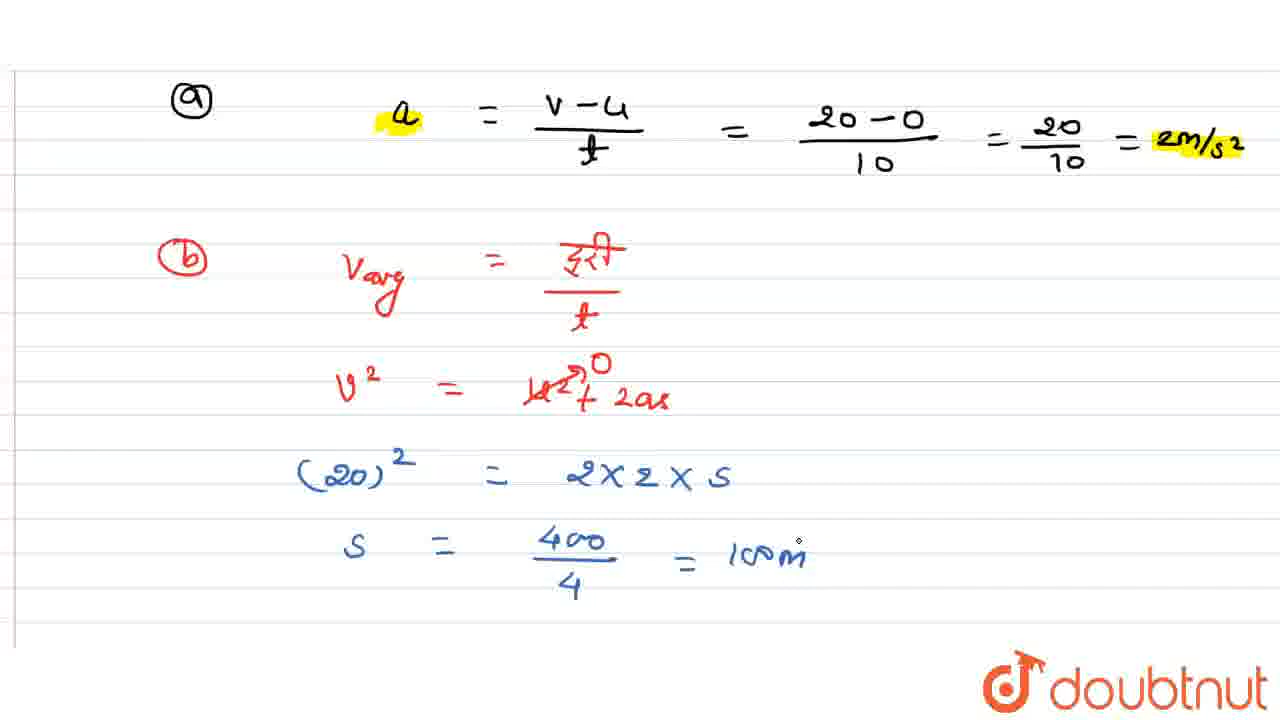 (a) a = (v - u)/t = (20 - 0)/10 = 20/10 = 2m/s²
(b) Vavg = दूरी/t
v² = u²→0 + 2as
(20)² = 2 × 2 × s
s = 400/4 = 100m
doubtnut